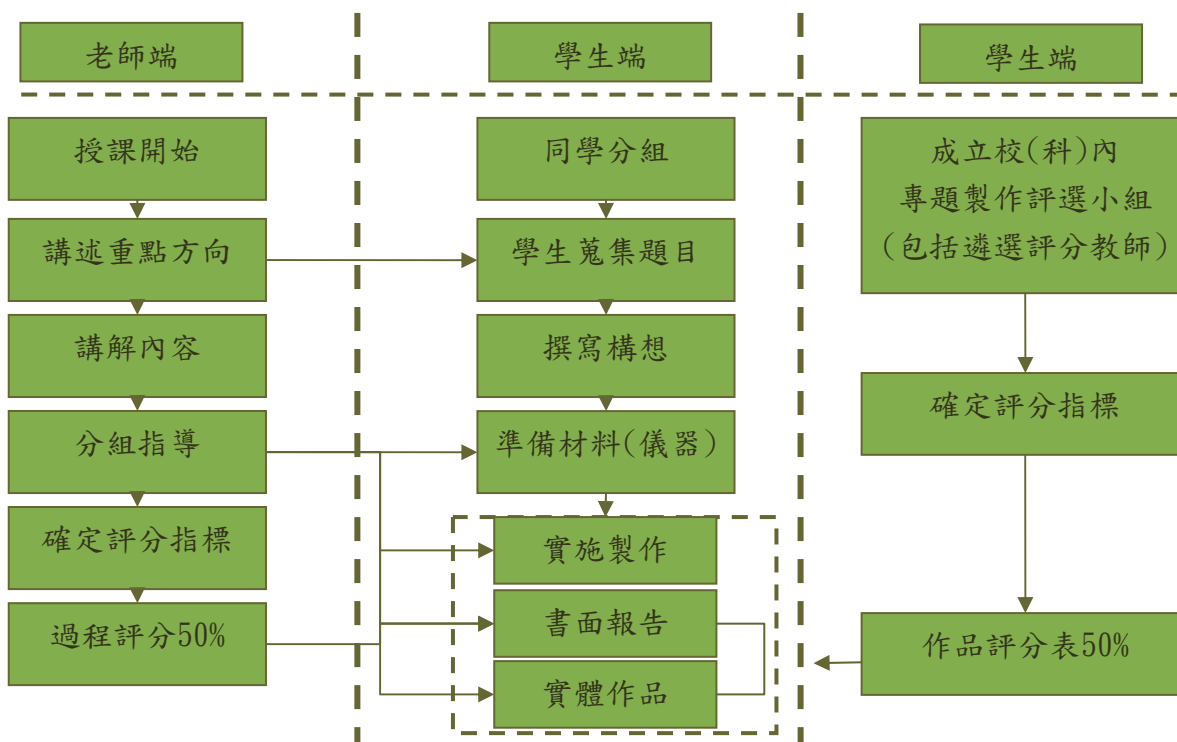 老師端
學生端
學生端
授課開始
講述重點方向
講解內容
分組指導
確定評分指標
過程評分50%
同學分組
學生蒐集題目
撰寫構想
準備材料(儀器)
實施製作
書面報告
實體作品
成立校(科)內
專題製作評選小組
(包括遴選評分教師)
確定評分指標
作品評分表50%